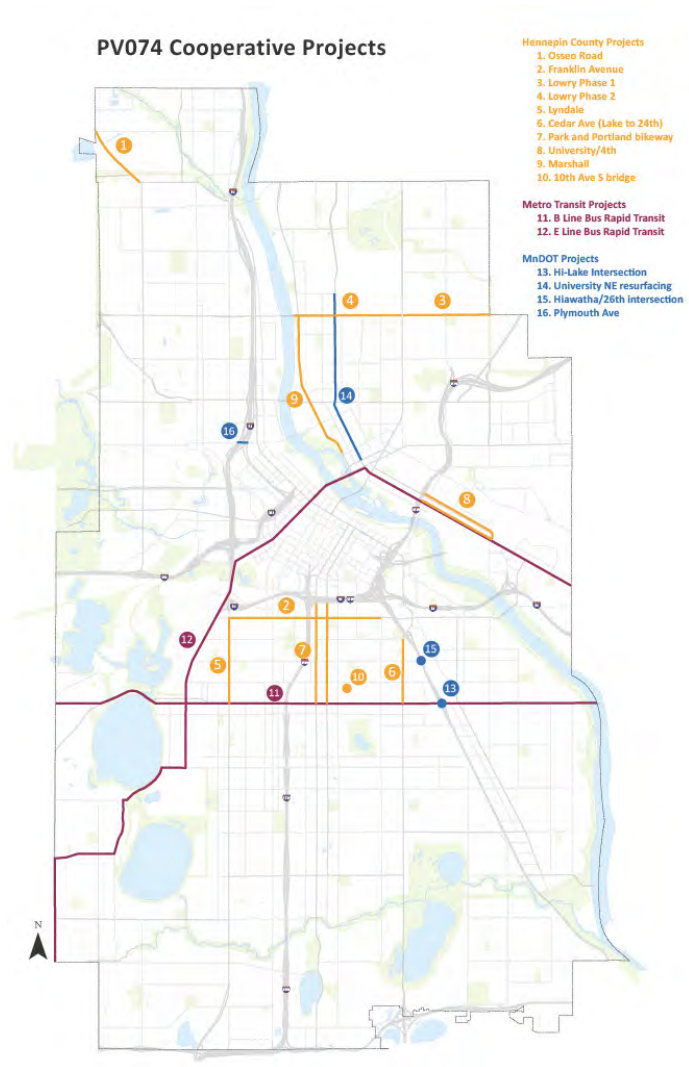 PV074 Cooperative Projects
Hennepin County Projects
1. Osseo Road
2. Franklin Avenue
3. Lowry Phase 1
4. Lowry Phase 2
5. Lyndale
6. Cedar Ave (Lake to 24th)
7. Park and Portland bikeway
8. University/4th
9. Marshall
10. 10th Ave S bridge
Metro Transit Projects
11. B Line Bus Rapid Transit
12. E Line Bus Rapid Transit
MnDOT Projects
13. Hi-Lake Intersection
14. University NE resurfacing
15. Hiawatha/26th intersection
16. Plymouth Ave
1
4
3
9
14
16
8
2
12
5
7
10
6
15
11
13
N